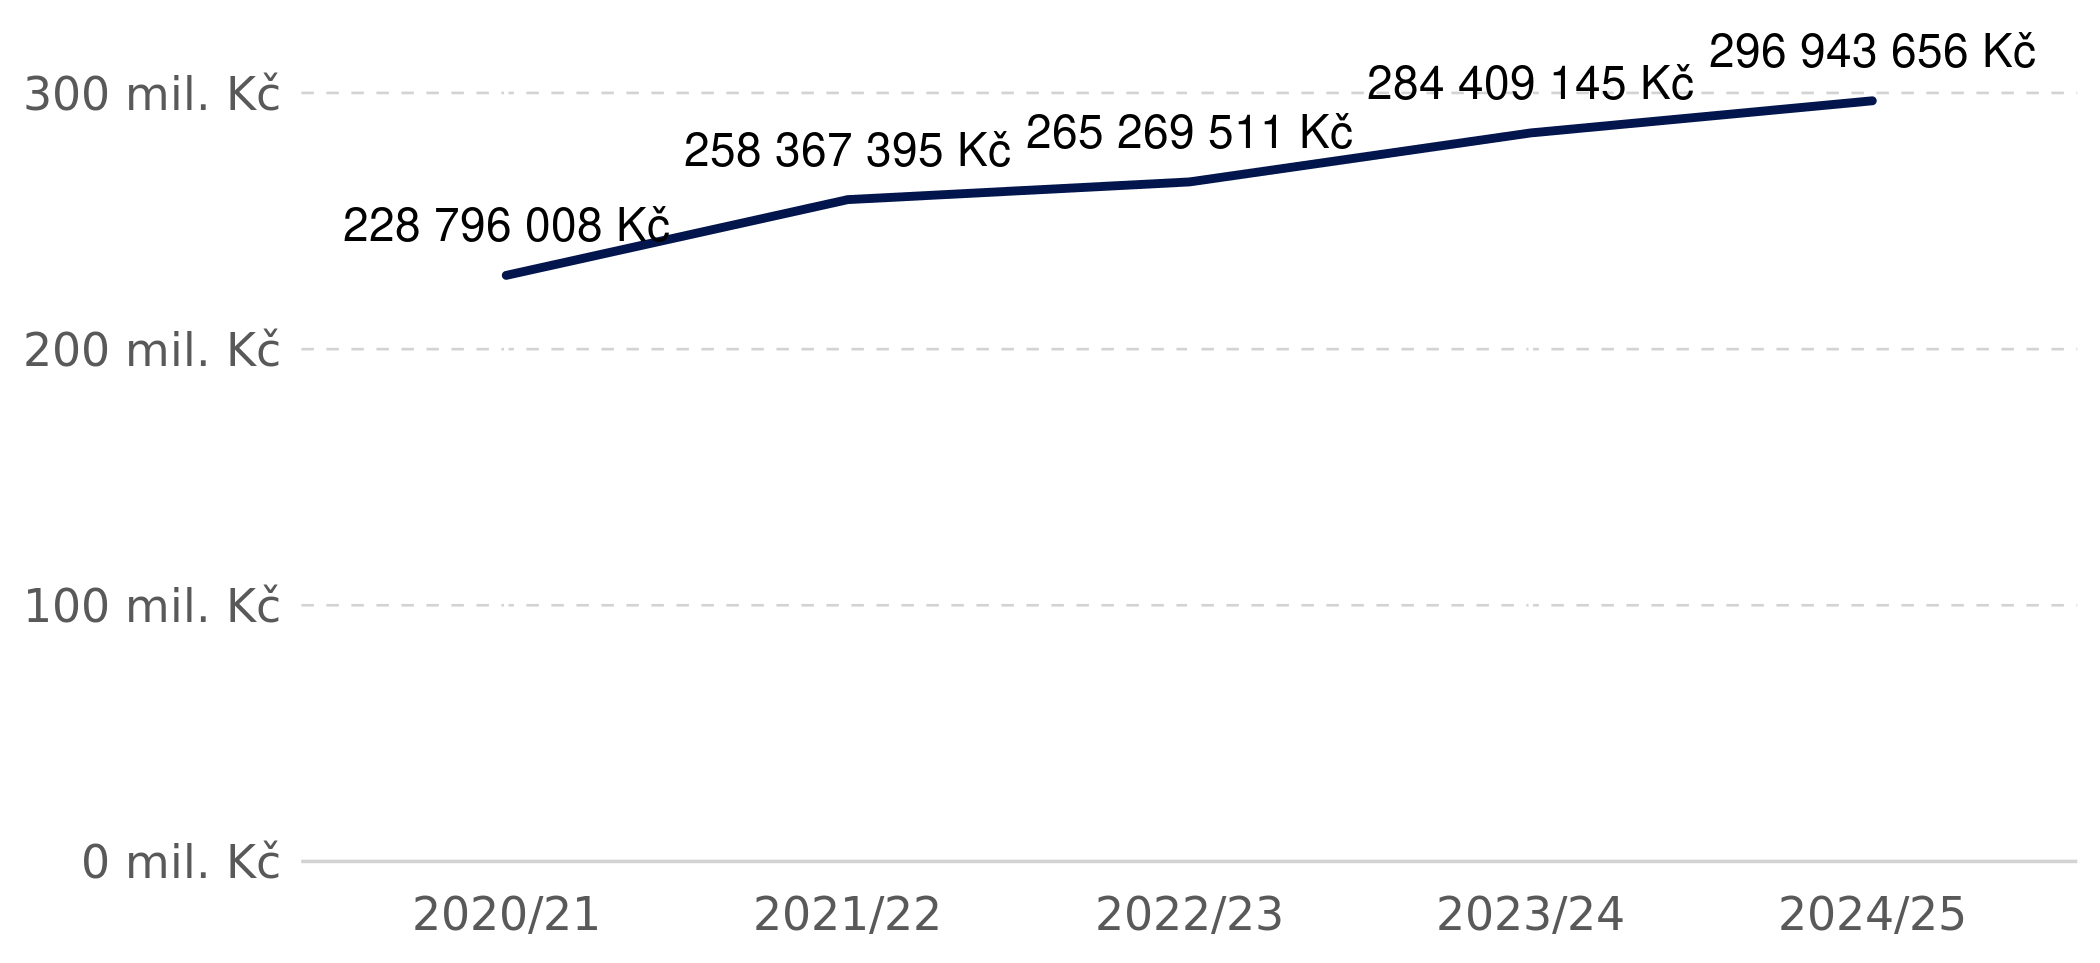 296 943 656 Kč
284 409 145 Kč
300 mil. Kč
265 269 511 Kč
258 367 395 Kč
228 796 008 Kč
200 mil. Kč
100 mil. Kč
0 mil. Kč
2020/21
2021/22
2022/23
2023/24
2024/25